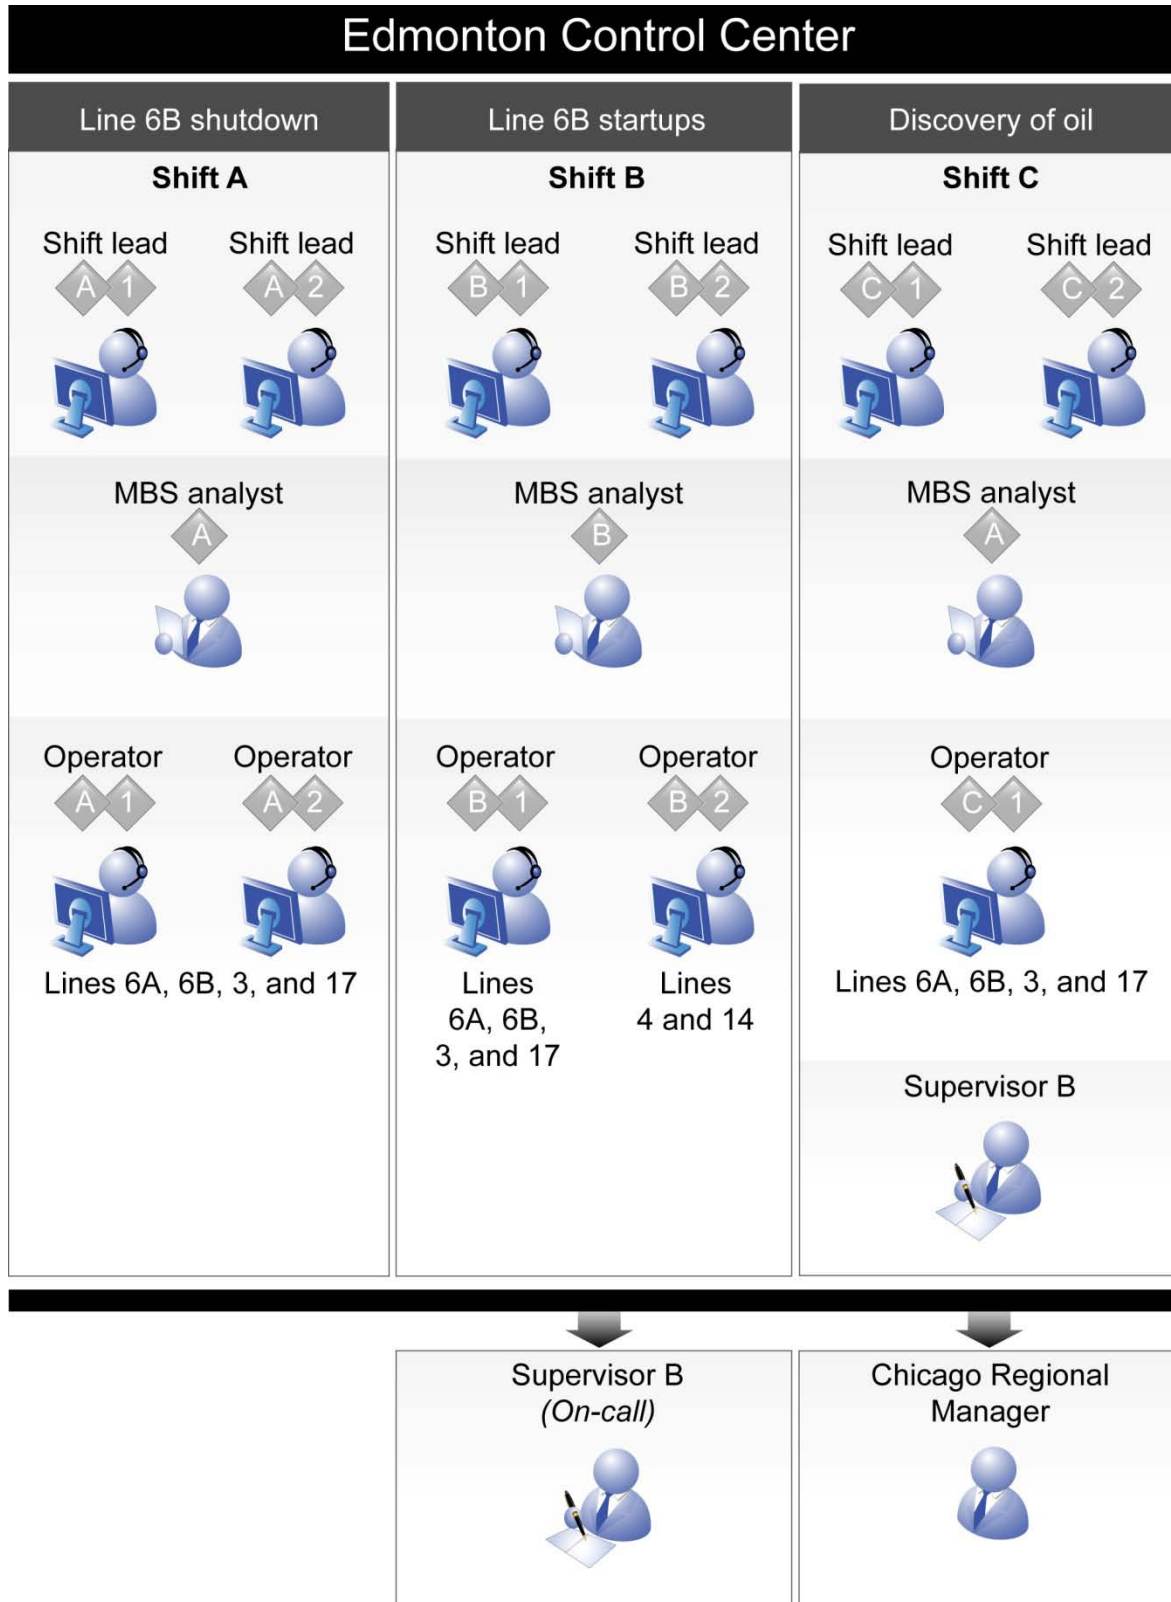 Edmonton Control Center
Line 6B shutdown
Shift A
Shift lead
A 1
Shift lead
A 2
MBS analyst
A
Operator
A 1
Operator
A 2
Lines 6A, 6B, 3, and 17
Line 6B startups
Shift B
Shift lead
B 1
Shift lead
B 2
MBS analyst
B
Operator
B 1
Lines
6A, 6B,
3, and 17
Operator
B 2
Lines
4 and 14
Supervisor B
(On-call)
Discovery of oil
Shift C
Shift lead
C 1
Shift lead
C 2
MBS analyst
A
Operator
C 1
Lines 6A, 6B, 3, and 17
Supervisor B
Chicago Regional
Manager